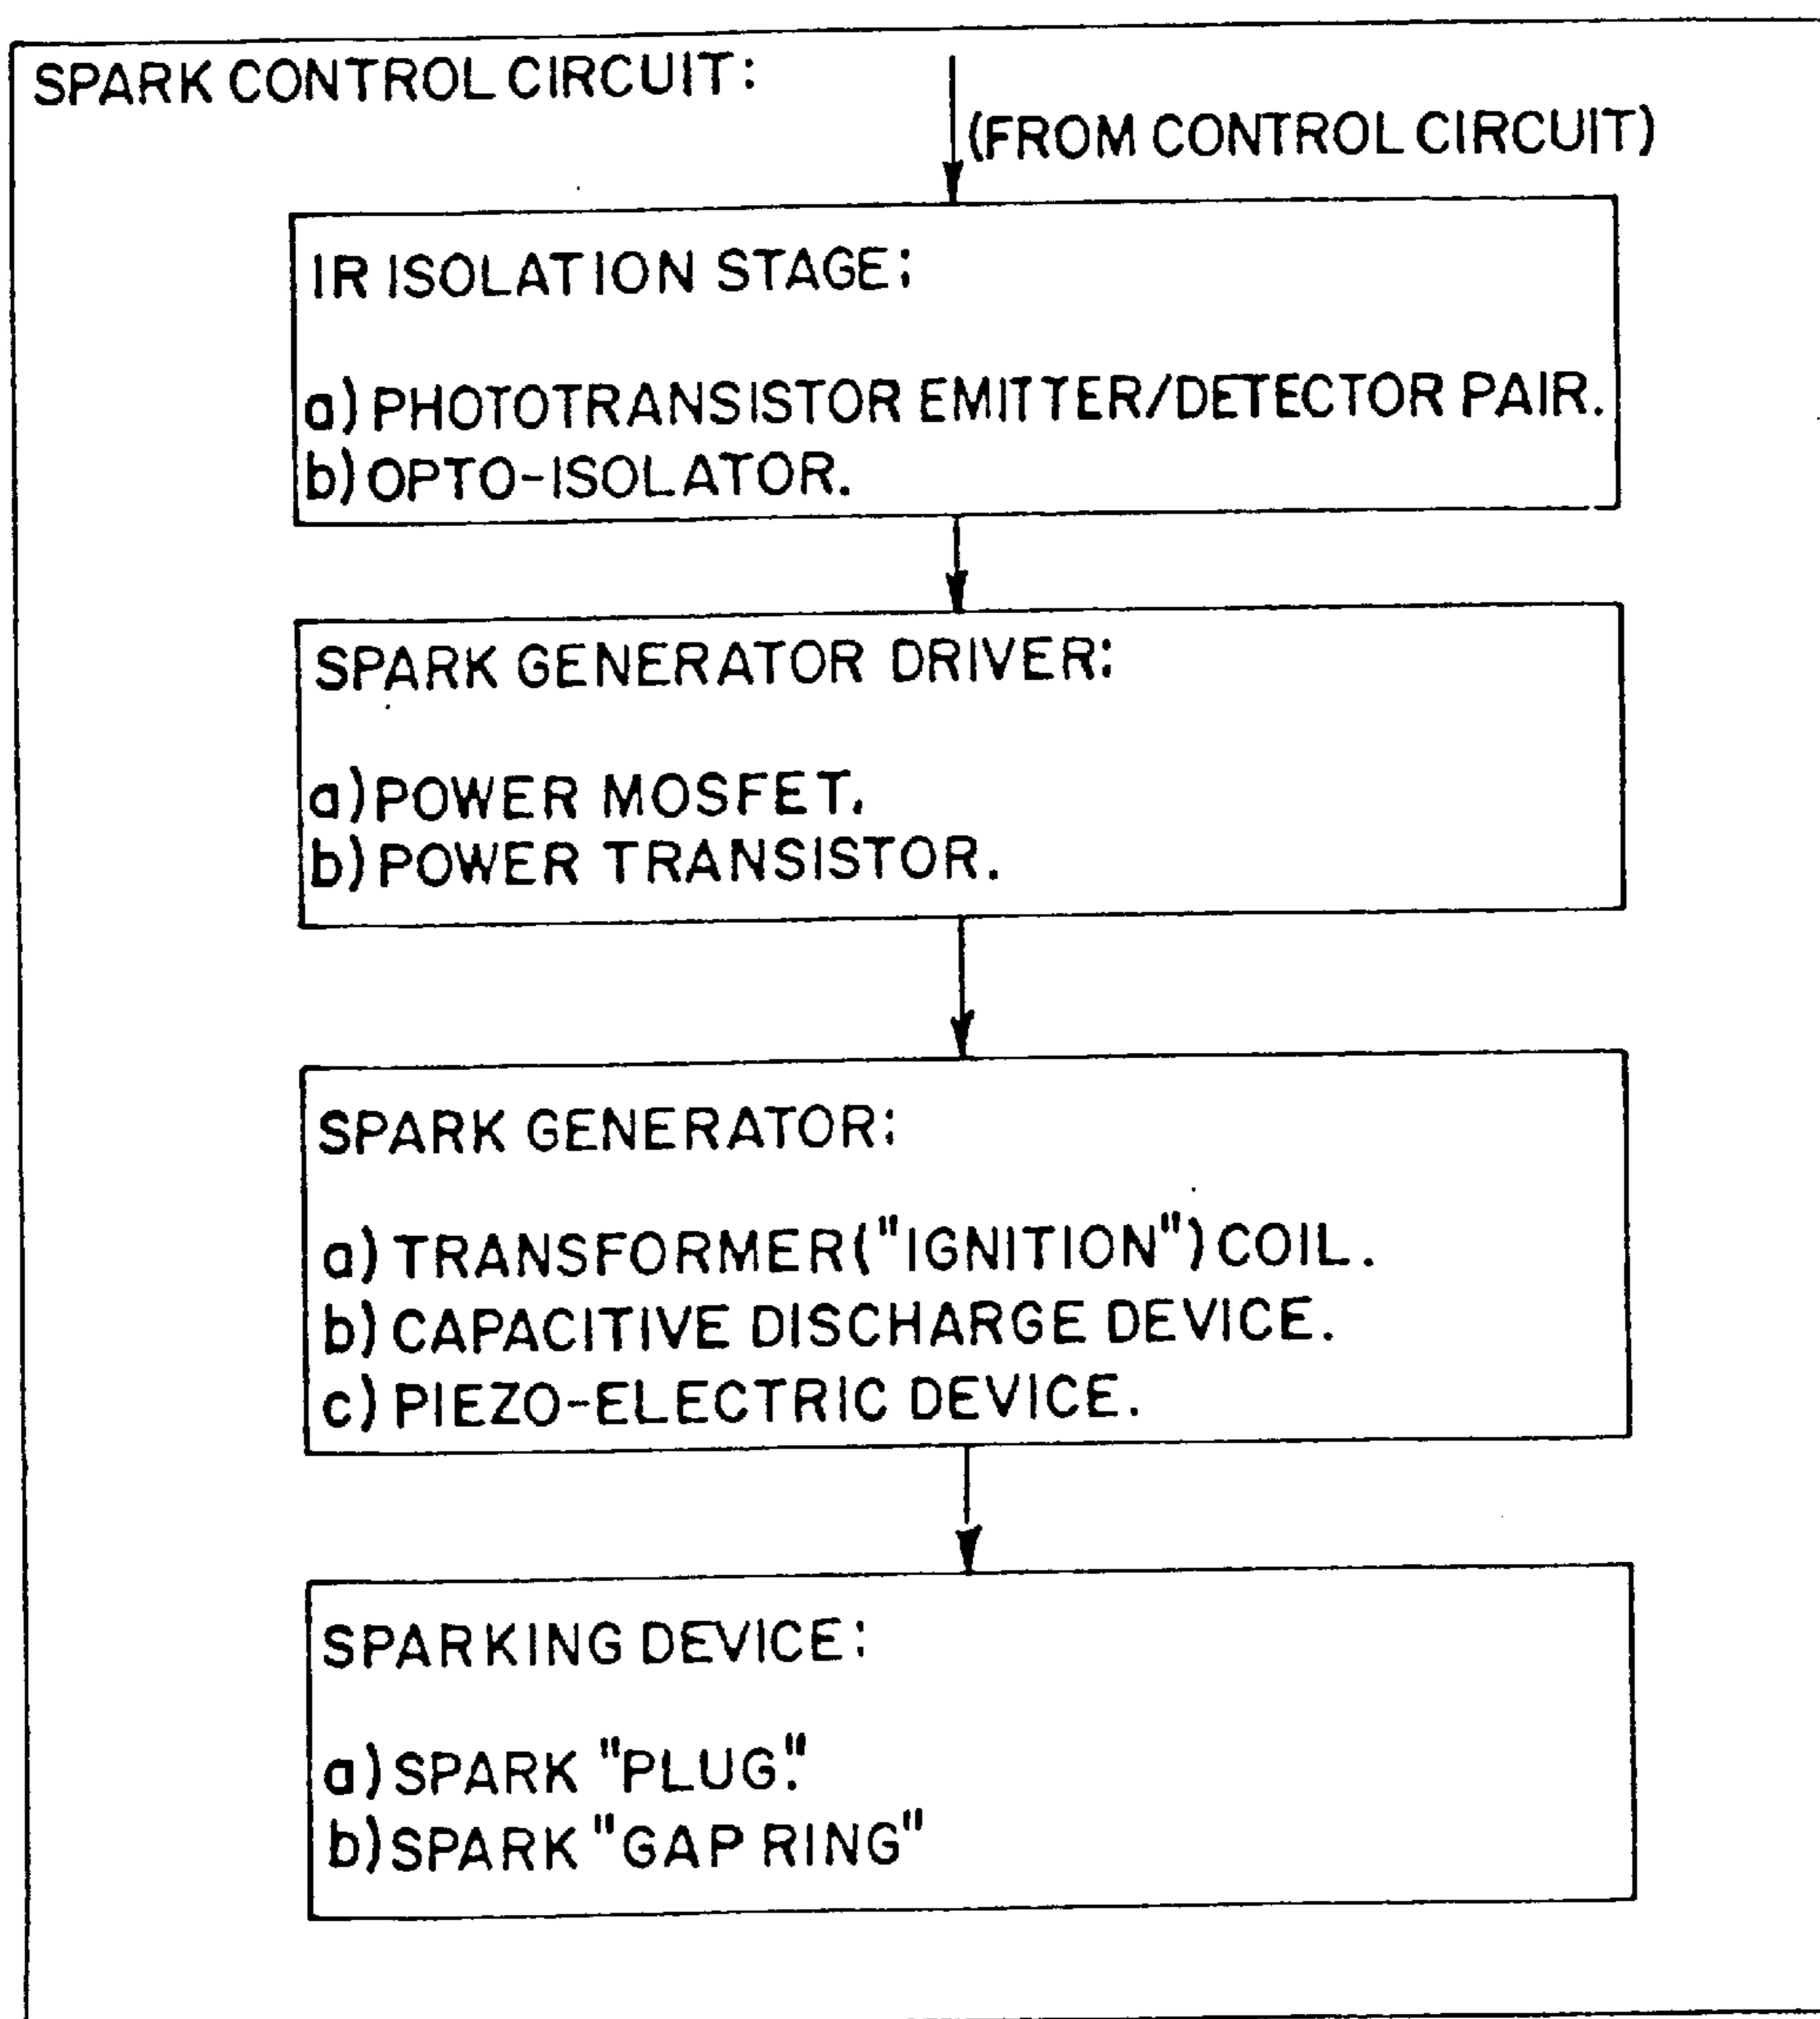 SPARK CONTROL CIRCUIT:
(FROM CONTROL CIRCUIT)
IR ISOLATION STAGE:
a) PHOTOTRANSISTOR EMITTER/DETECTOR PAIR.
b) OPTO-ISOLATOR.
SPARK GENERATOR DRIVER:
a) POWER MOSFET.
b) POWER TRANSISTOR.
SPARK GENERATOR:
a) TRANSFORMER ("IGNITION") COIL.
b) CAPACITIVE DISCHARGE DEVICE.
c) PIEZO-ELECTRIC DEVICE.
SPARKING DEVICE:
a) SPARK "PLUG."
b) SPARK "GAP RING"